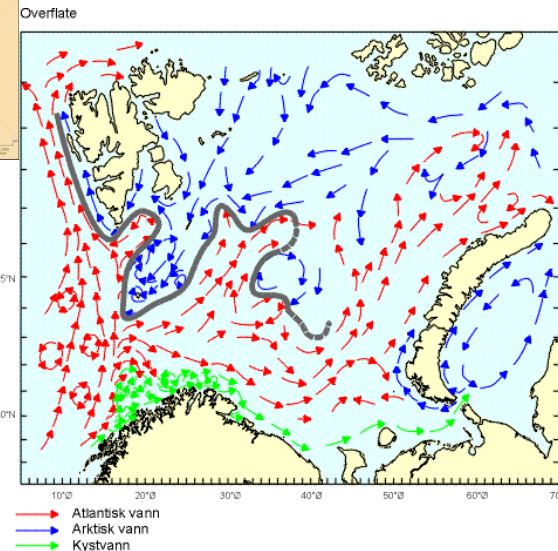 Overflate
5˚N
0˚N
10˚Ø 20˚Ø 30˚Ø 40˚Ø 50˚Ø 60˚Ø 70
Atlantisk vann
Arktisk vann
Kystvann